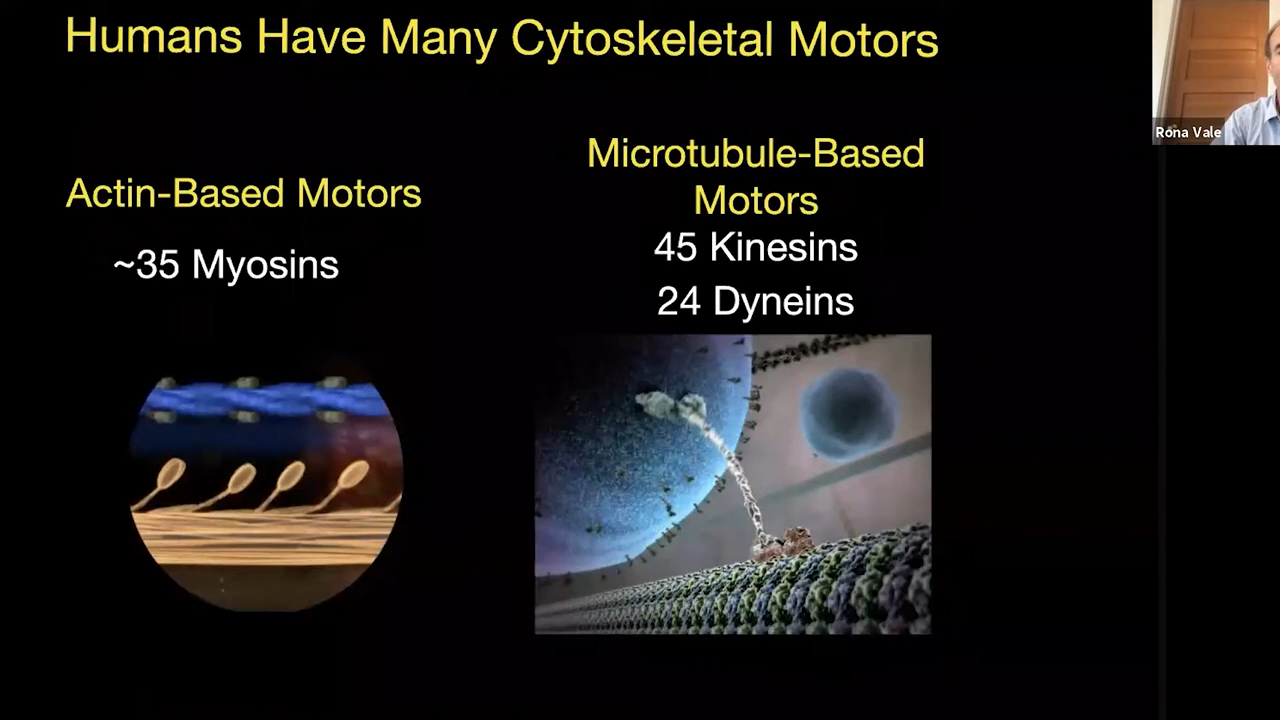 Humans Have Many Cytoskeletal Motors
Actin-Based Motors
~35 Myosins
Microtubule-Based
Motors
45 Kinesins
24 Dyneins
Rona Vale